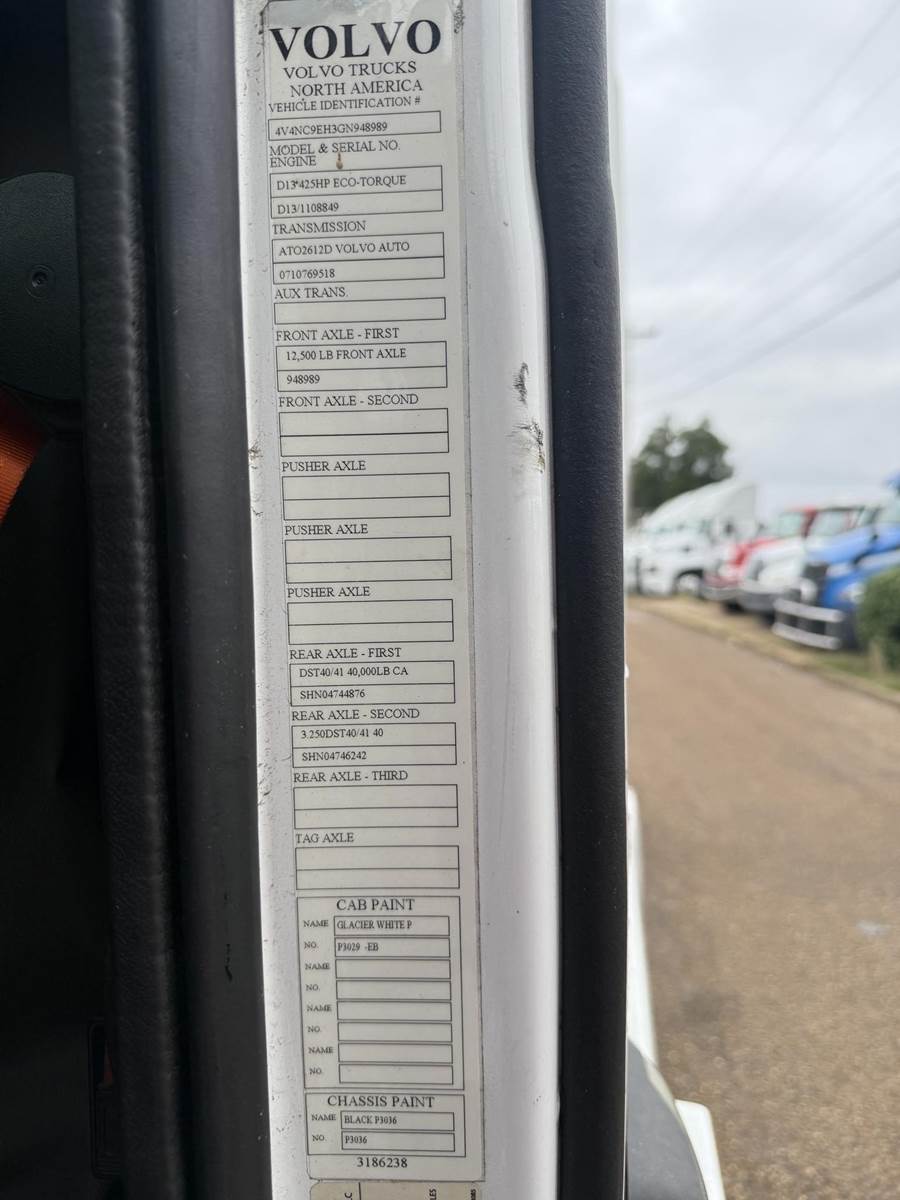 VOLVO
VOLVO TRUCKS
NORTH AMERICA
VEHICLE IDENTIFICATION #
4V4NC9EH3GN948989
MODEL & SERIAL NO.
ENGINE
D13*425HP ECO-TORQUE
D13/1108849
TRANSMISSION
ATO2612D VOLVO AUTO
0710769518
AUX TRANS.
FRONT AXLE - FIRST
12,500 LB FRONT AXLE
948989
FRONT AXLE - SECOND
PUSHER AXLE
PUSHER AXLE
PUSHER AXLE
REAR AXLE - FIRST
DST40/41 40,000LB CA
SHN04744876
REAR AXLE - SECOND
3.250DST40/41 40
SHN04746242
REAR AXLE - THIRD
TAG AXLE
CAB PAINT
NAME GLACIER WHITE P
NO. P3029 -EB
NAME
NO.
NAME
NO.
NAME
NO.
CHASSIS PAINT
NAME BLACK P3036
NO. P3036
3186238